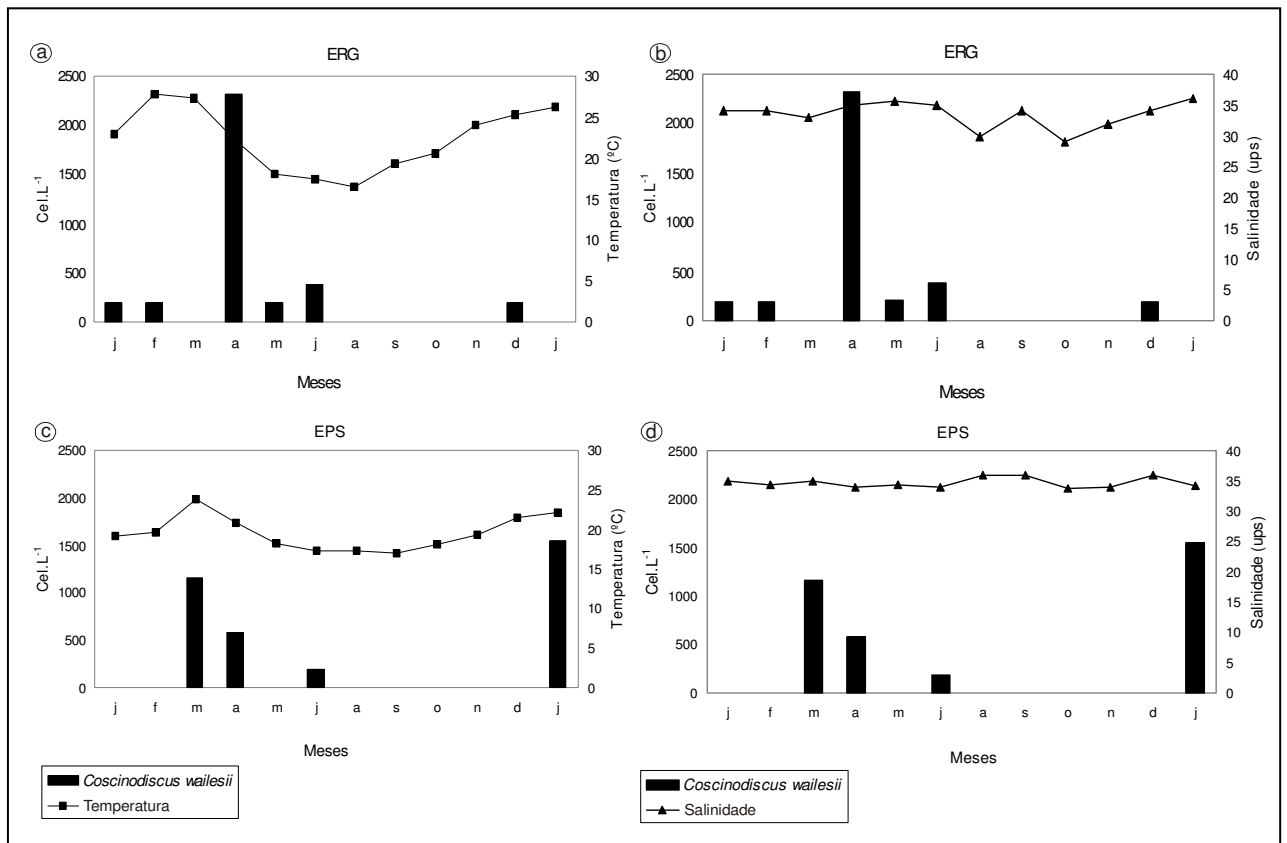 a
ERG
2500
2000
1500
1000
500
0
Cel.L-1
30
25
20
15
10
5
0
Temperatura (ºC)
j f m a m j a s o n d j
Meses
b
ERG
2500
2000
1500
1000
500
0
Cel.L-1
40
35
30
25
20
15
10
5
0
Salinidade (ups)
j f m a m j a s o n d j
Meses
c
EPS
2500
2000
1500
1000
500
0
Cel.L-1
30
25
20
15
10
5
0
Temperatura (ºC)
j f m a m j a s o n d j
Meses
d
EPS
2500
2000
1500
1000
500
0
Cel.L-1
40
35
30
25
20
15
10
5
0
Salinidade (ups)
j f m a m j a s o n d j
Meses
Coscinodiscus wailesii
Temperatura
Coscinodiscus wailesii
Salinidade